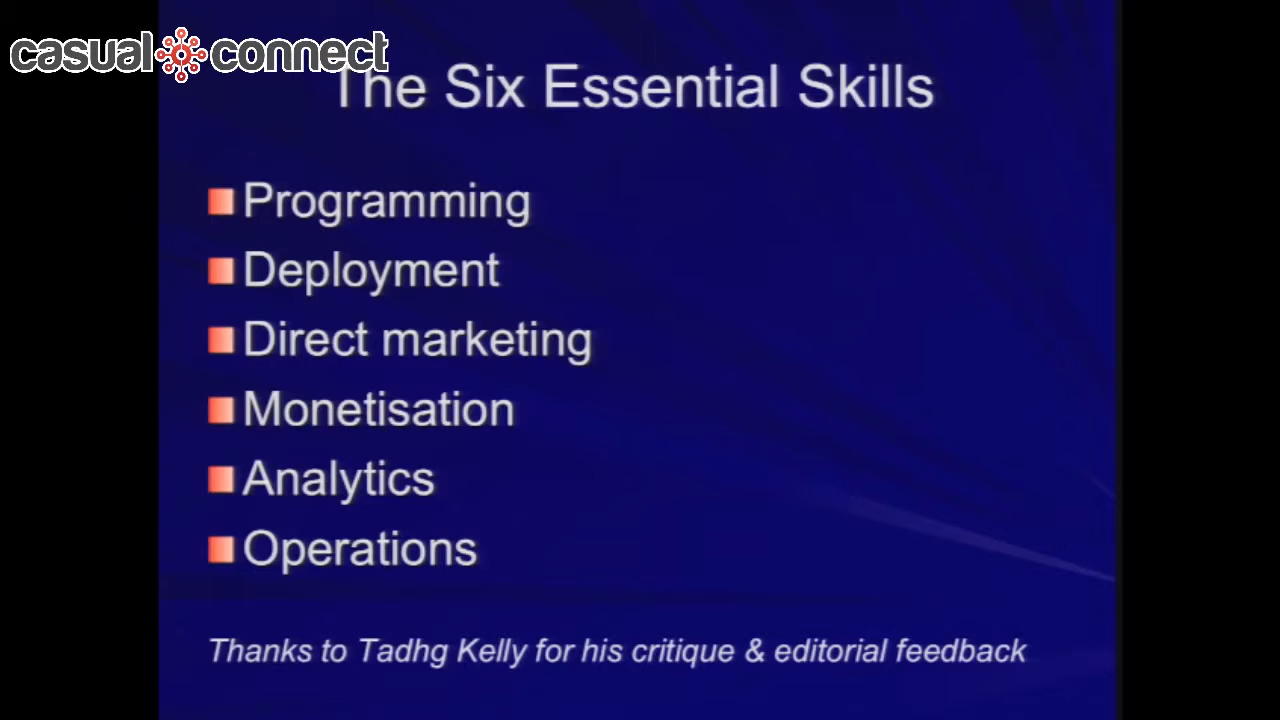 casual connect
The Six Essential Skills
Programming
Deployment
Direct marketing
Monetisation
Analytics
Operations
Thanks to Tadhg Kelly for his critique & editorial feedback